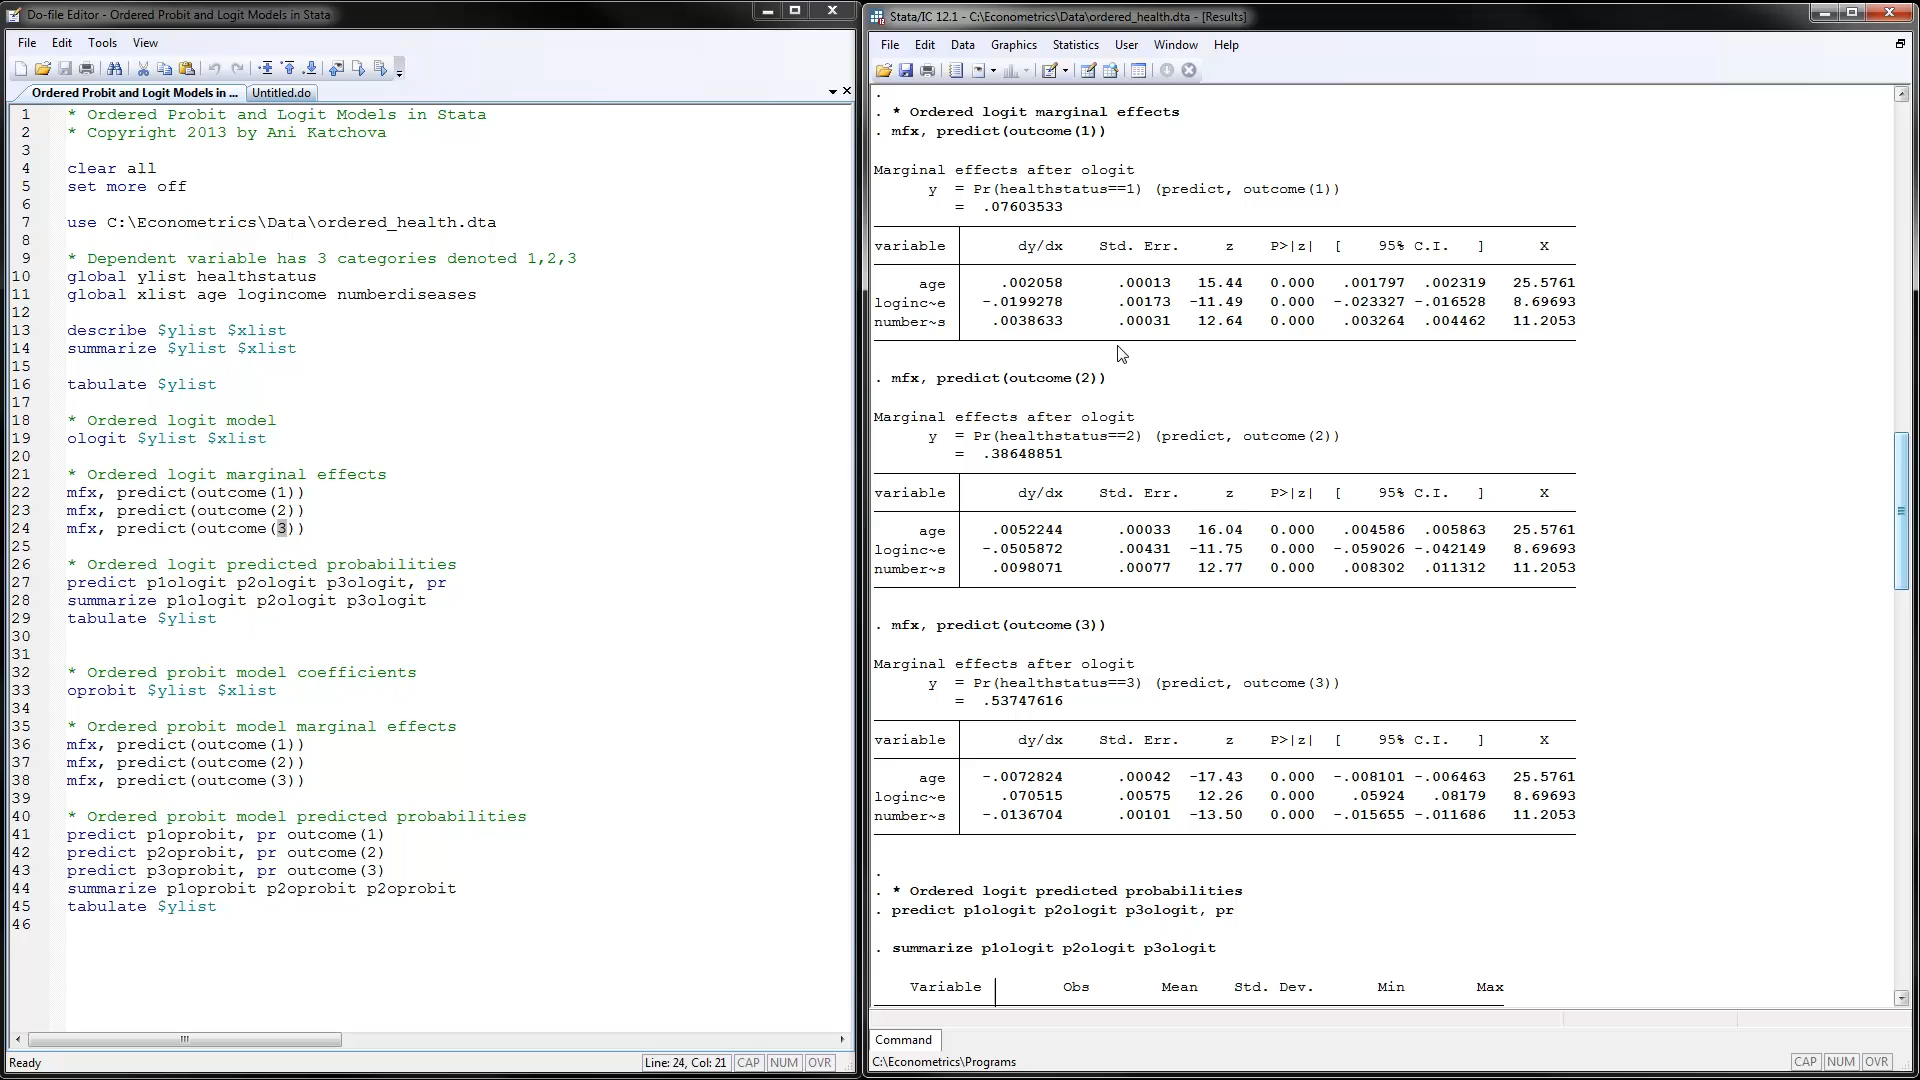 Do-file Editor - Ordered Probit and Logit Models in Stata
File Edit Tools View
Ordered Probit and Logit Models in ... Untitled.do
1 * Ordered Probit and Logit Models in Stata
2 * Copyright 2013 by Ani Katchova
3
4 clear all
5 set more off
6
7 use C:\Econometrics\Data\ordered_health.dta
8
9 * Dependent variable has 3 categories denoted 1,2,3
10 global ylist healthstatus
11 global xlist age logincome numberdiseases
12
13 describe $ylist $xlist
14 summarize $ylist $xlist
15
16 tabulate $ylist
17
18 * Ordered logit model
19 ologit $ylist $xlist
20
21 * Ordered logit marginal effects
22 mfx, predict(outcome(1))
23 mfx, predict(outcome(2))
24 mfx, predict(outcome(3))
25
26 * Ordered logit predicted probabilities
27 predict p1ologit p2ologit p3ologit, pr
28 summarize p1ologit p2ologit p3ologit
29 tabulate $ylist
30
31
32 * Ordered probit model coefficients
33 oprobit $ylist $xlist
34
35 * Ordered probit model marginal effects
36 mfx, predict(outcome(1))
37 mfx, predict(outcome(2))
38 mfx, predict(outcome(3))
39
40 * Ordered probit model predicted probabilities
41 predict p1oprobit, pr outcome(1)
42 predict p2oprobit, pr outcome(2)
43 predict p3oprobit, pr outcome(3)
44 summarize p1oprobit p2oprobit p2oprobit
45 tabulate $ylist
46
Ready Line: 24, Col: 21 CAP NUM OVR
Stata/IC 12.1 - C:\Econometrics\Data\ordered_health.dta - [Results]
File Edit Data Graphics Statistics User Window Help
.
. * Ordered logit marginal effects
. mfx, predict(outcome(1))
Marginal effects after ologit
y = Pr(healthstatus==1) (predict, outcome(1))
= .07603533
variable dy/dx Std. Err. z P>|z| [ 95% C.I. ] X
age .002058 .00013 15.44 0.000 .001797 .002319 25.5761
loginc~e -.0199278 .00173 -11.49 0.000 -.023327 -.016528 8.69693
number~s .0038633 .00031 12.64 0.000 .003264 .004462 11.2053
. mfx, predict(outcome(2))
Marginal effects after ologit
y = Pr(healthstatus==2) (predict, outcome(2))
= .38648851
variable dy/dx Std. Err. z P>|z| [ 95% C.I. ] X
age .0052244 .00033 16.04 0.000 .004586 .005863 25.5761
loginc~e -.0505872 .00431 -11.75 0.000 -.059026 -.042149 8.69693
number~s .0098071 .00077 12.77 0.000 .008302 .011312 11.2053
. mfx, predict(outcome(3))
Marginal effects after ologit
y = Pr(healthstatus==3) (predict, outcome(3))
= .53747616
variable dy/dx Std. Err. z P>|z| [ 95% C.I. ] X
age -.0072824 .00042 -17.43 0.000 -.008101 -.006463 25.5761
loginc~e .070515 .00575 12.26 0.000 .05924 .08179 8.69693
number~s -.0136704 .00101 -13.50 0.000 -.015655 -.011686 11.2053
.
. * Ordered logit predicted probabilities
. predict p1ologit p2ologit p3ologit, pr
. summarize p1ologit p2ologit p3ologit
Variable Obs Mean Std. Dev. Min Max
Command
C:\Econometrics\Programs CAP NUM OVR